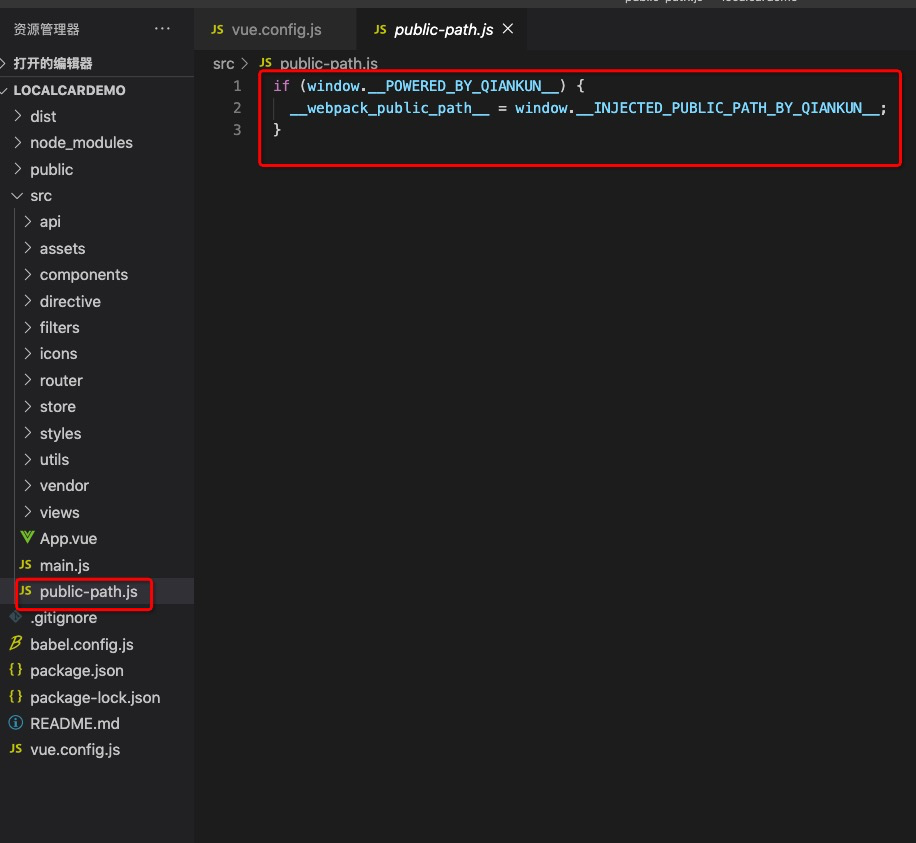 资源管理器 ···
打开的编辑器
LOCALCARDEMO
dist
node_modules
public
src
api
assets
components
directive
filters
icons
router
store
styles
utils
vendor
views
App.vue
JS main.js
JS public-path.js
.gitignore
babel.config.js
{} package.json
{} package-lock.json
README.md
JS vue.config.js
JS vue.config.js
JS public-path.js
src > JS public-path.js
1 if (window.__POWERED_BY_QIANKUN__) {
2 __webpack_public_path__ = window.__INJECTED_PUBLIC_PATH_BY_QIANKUN__;
3 }